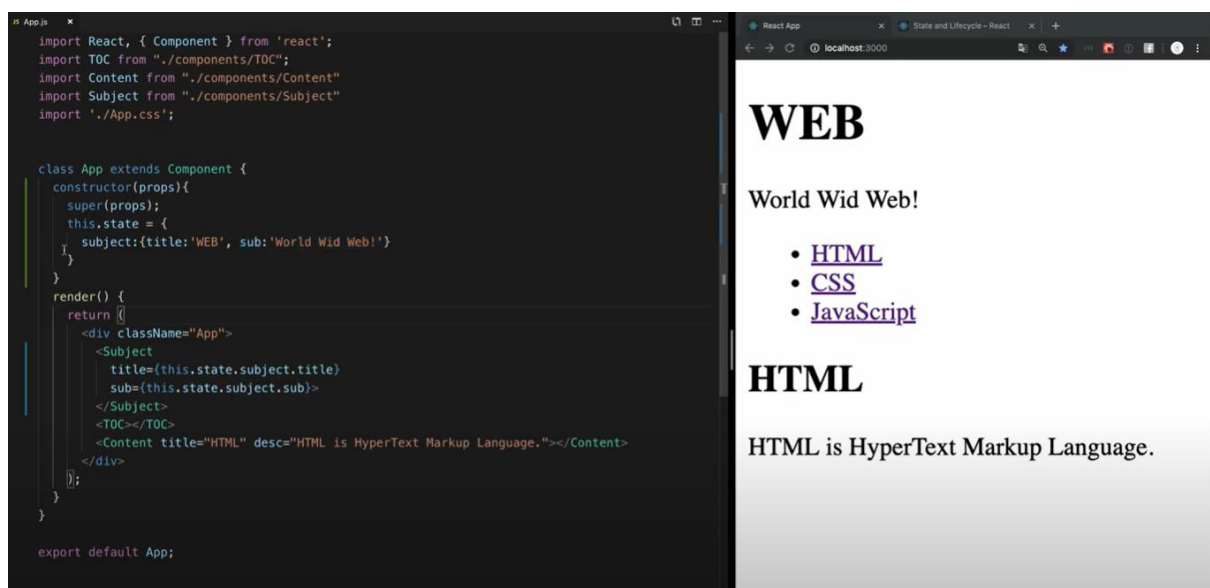 JS App.js ×
import React, { Component } from 'react';
import TOC from "./components/TOC";
import Content from "./components/Content"
import Subject from "./components/Subject"
import './App.css';
class App extends Component {
constructor(props){
super(props);
this.state = {
subject:{title:'WEB', sub:'World Wid Web!'}
}
}
render() {
return (
<div className="App">
<Subject
title={this.state.subject.title}
sub={this.state.subject.sub}>
</Subject>
<TOC></TOC>
<Content title="HTML" desc="HTML is HyperText Markup Language."></Content>
</div>
);
}
}
export default App;
React App × State and Lifecycle – React × +
localhost:3000
WEB
World Wid Web!
• HTML
• CSS
• JavaScript
HTML
HTML is HyperText Markup Language.